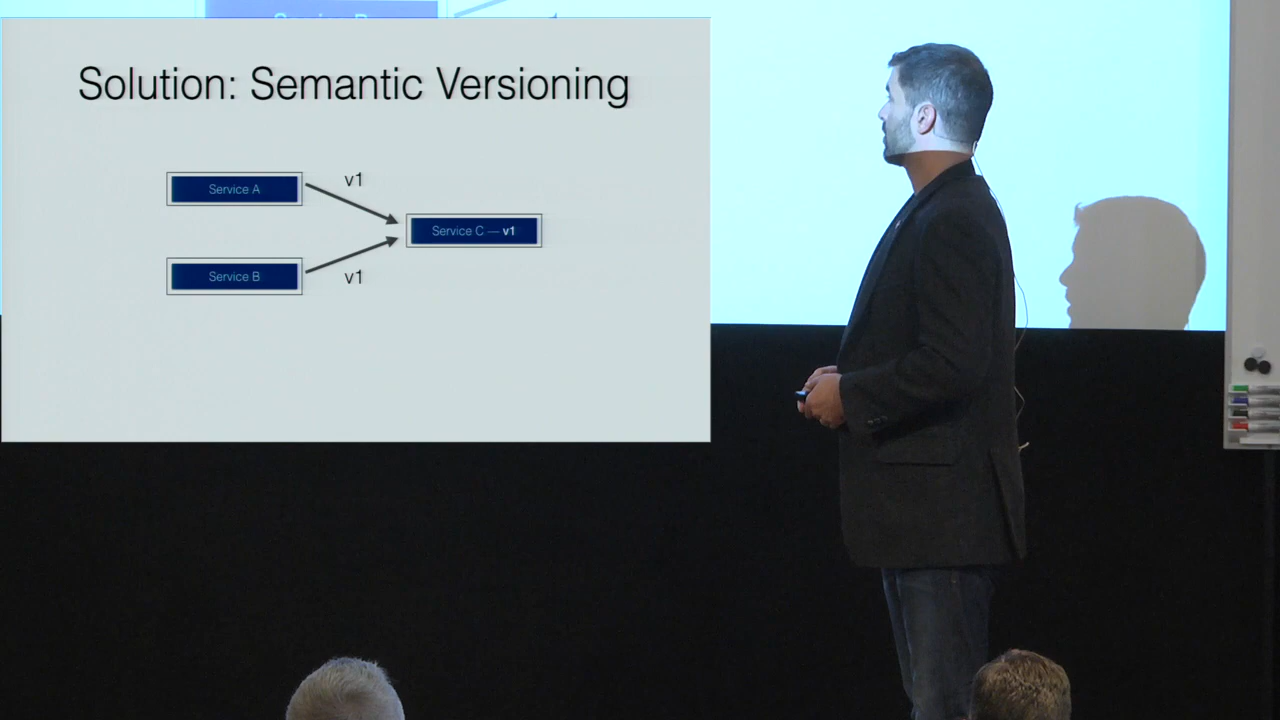 Solution: Semantic Versioning
Service A
v1
Service C — v1
Service B
v1